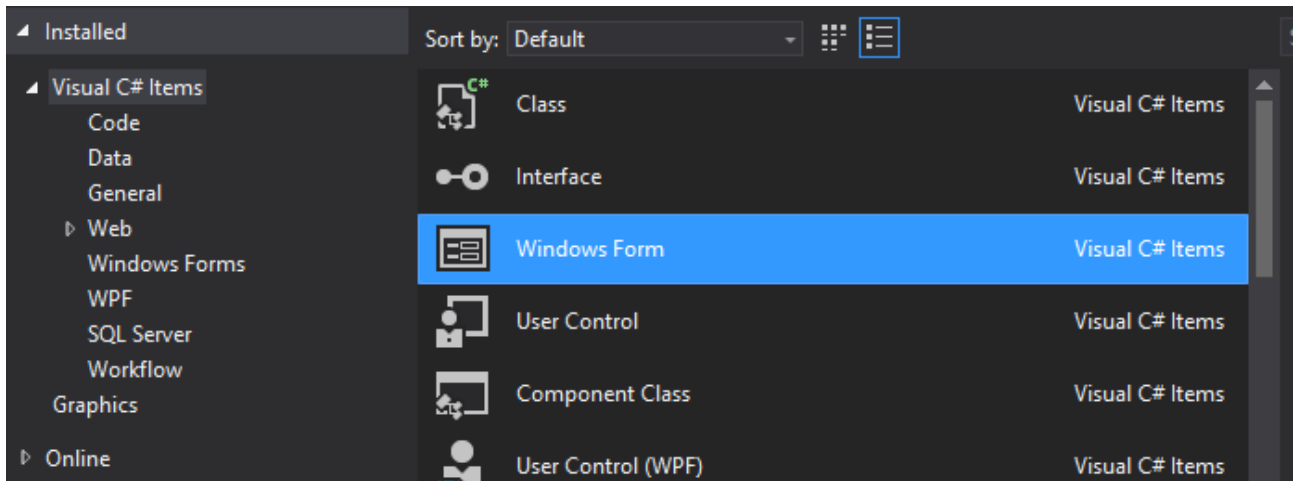 Installed
Visual C# Items
Code
Data
General
Web
Windows Forms
WPF
SQL Server
Workflow
Graphics
Online
Sort by: Default
C#
Class Visual C# Items
Interface Visual C# Items
Windows Form Visual C# Items
User Control Visual C# Items
Component Class Visual C# Items
User Control (WPF) Visual C# Items